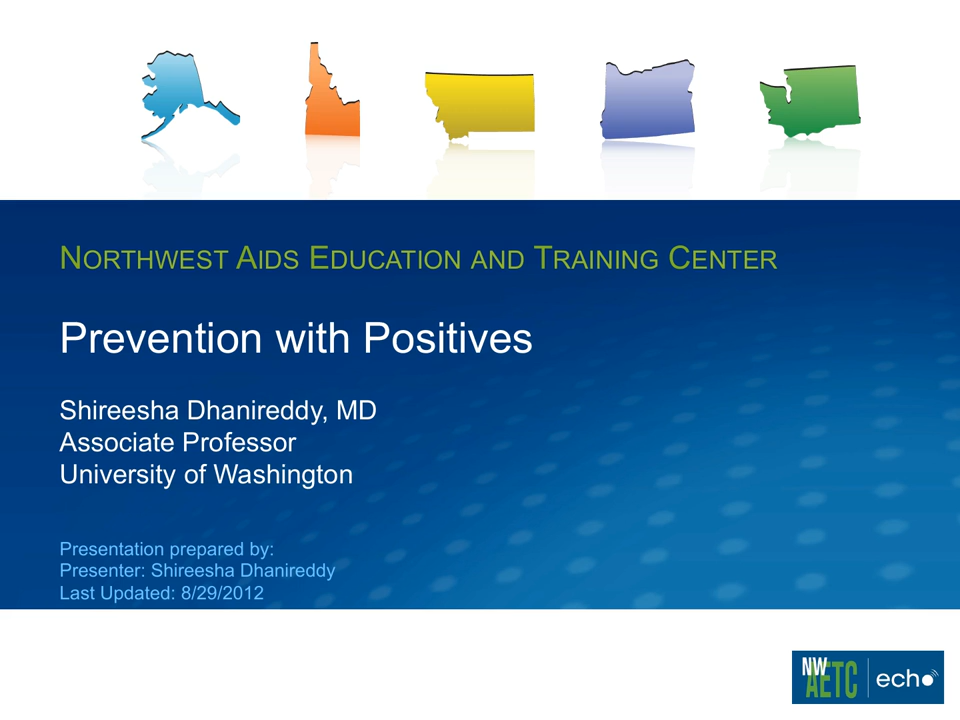 NORTHWEST AIDS EDUCATION AND TRAINING CENTER
Prevention with Positives
Shireesha Dhanireddy, MD
Associate Professor
University of Washington
Presentation prepared by:
Presenter: Shireesha Dhanireddy
Last Updated: 8/29/2012
NW
AETC echo